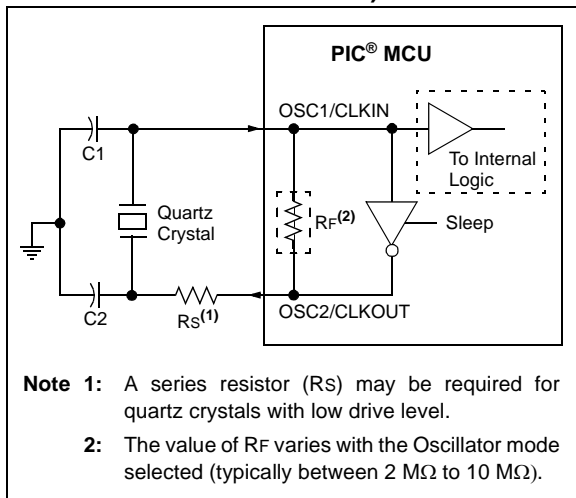 PIC® MCU
OSC1/CLKIN
C1
To Internal
Logic
Quartz
Crystal
RF(2)
Sleep
C2
RS(1)
OSC2/CLKOUT
Note 1: A series resistor (RS) may be required for
quartz crystals with low drive level.
2: The value of RF varies with the Oscillator mode
selected (typically between 2 MΩ to 10 MΩ).